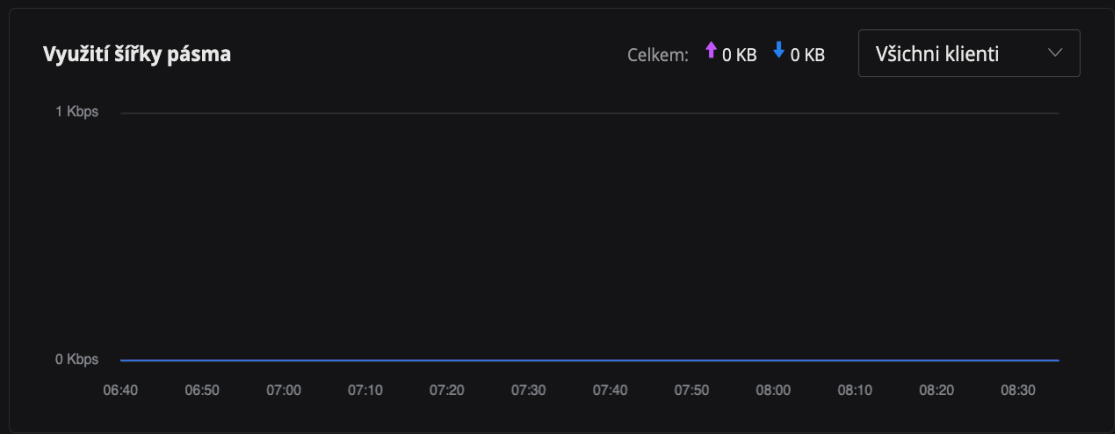 Využití šířky pásma
Celkem: 0 KB 0 KB
Všichni klienti
1 Kbps
0 Kbps
06:40 06:50 07:00 07:10 07:20 07:30 07:40 07:50 08:00 08:10 08:20 08:30